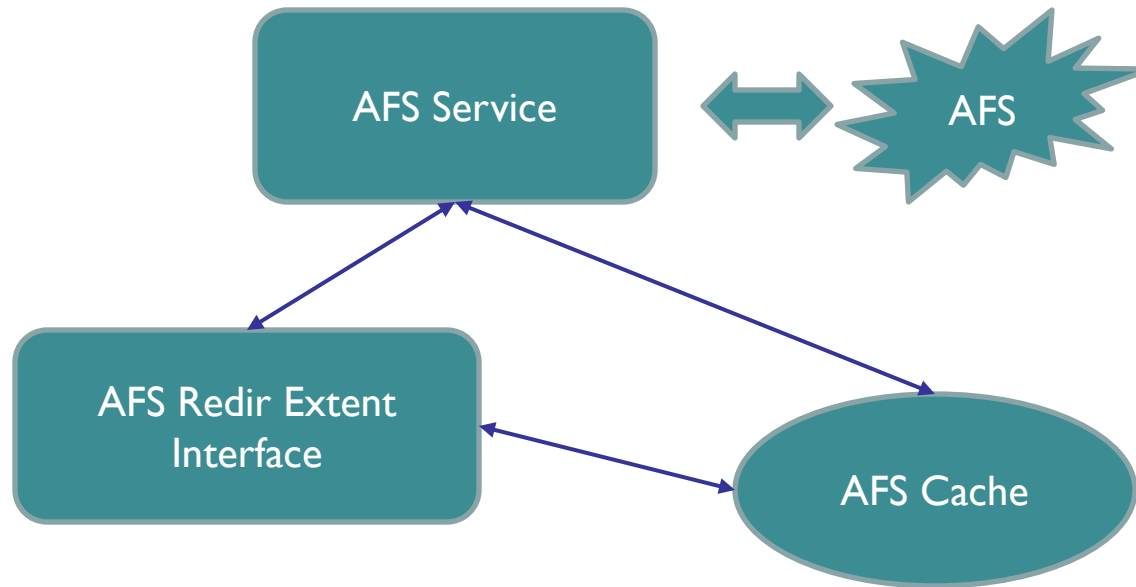 AFS Service
AFS
AFS Redir Extent
Interface
AFS Cache